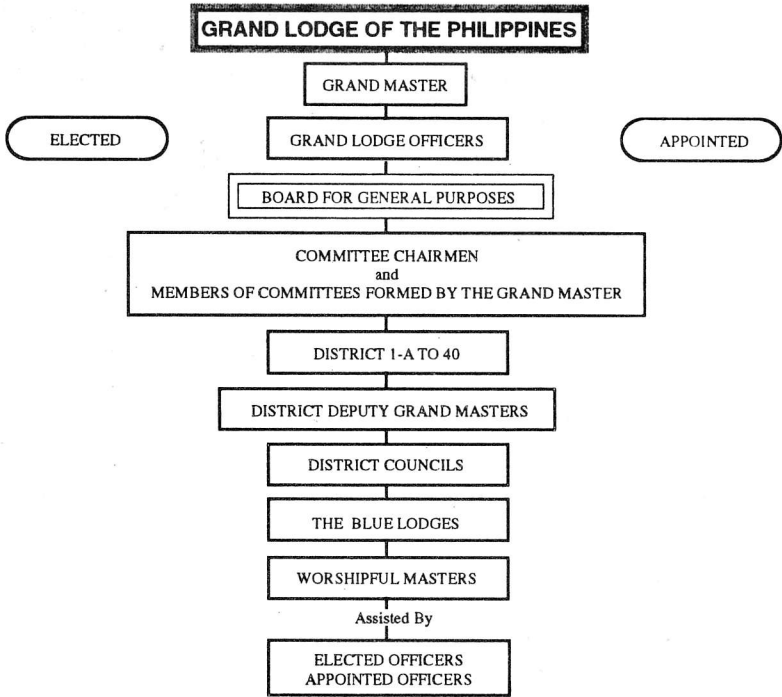 GRAND LODGE OF THE PHILIPPINES
GRAND MASTER
ELECTED
GRAND LODGE OFFICERS
APPOINTED
BOARD FOR GENERAL PURPOSES
COMMITTEE CHAIRMEN
and
MEMBERS OF COMMITTEES FORMED BY THE GRAND MASTER
DISTRICT 1-A TO 40
DISTRICT DEPUTY GRAND MASTERS
DISTRICT COUNCILS
THE BLUE LODGES
WORSHIPFUL MASTERS
Assisted By
ELECTED OFFICERS
APPOINTED OFFICERS